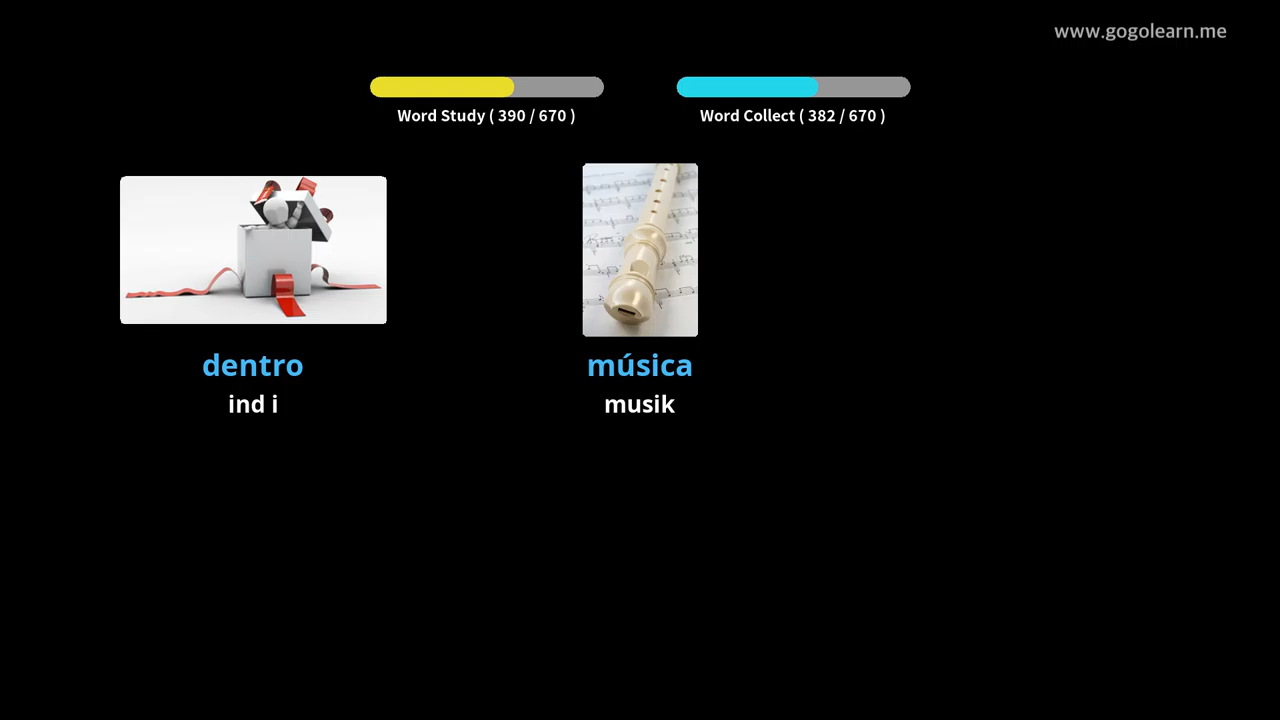 www.gogolearn.me
Word Study ( 390 / 670 )
Word Collect ( 382 / 670 )
dentro
ind i
música
musik